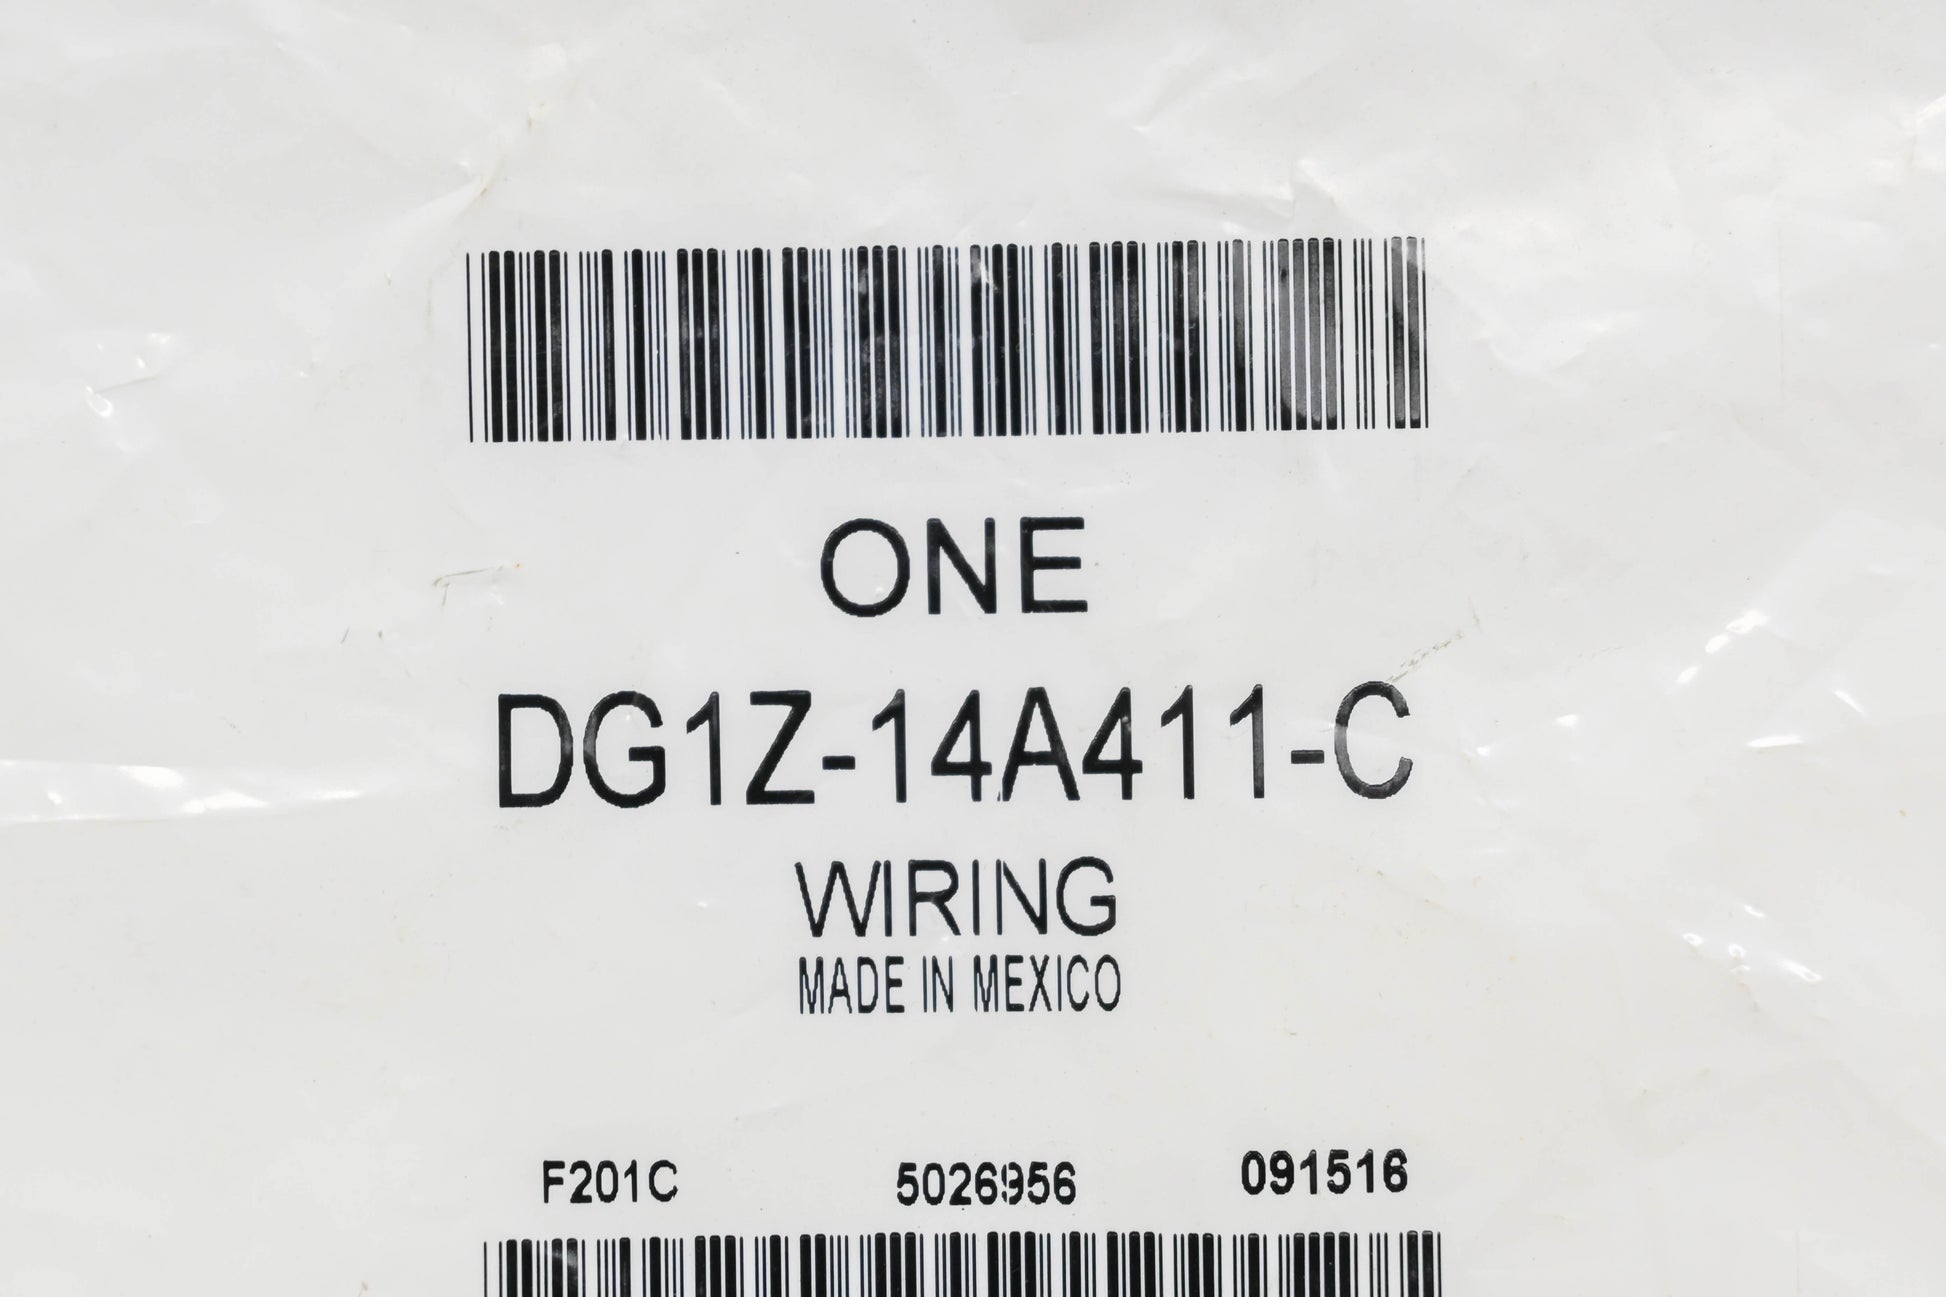 ONE
DG1Z-14A411-C
WIRING
MADE IN MEXICO
F201C 5026956 091516